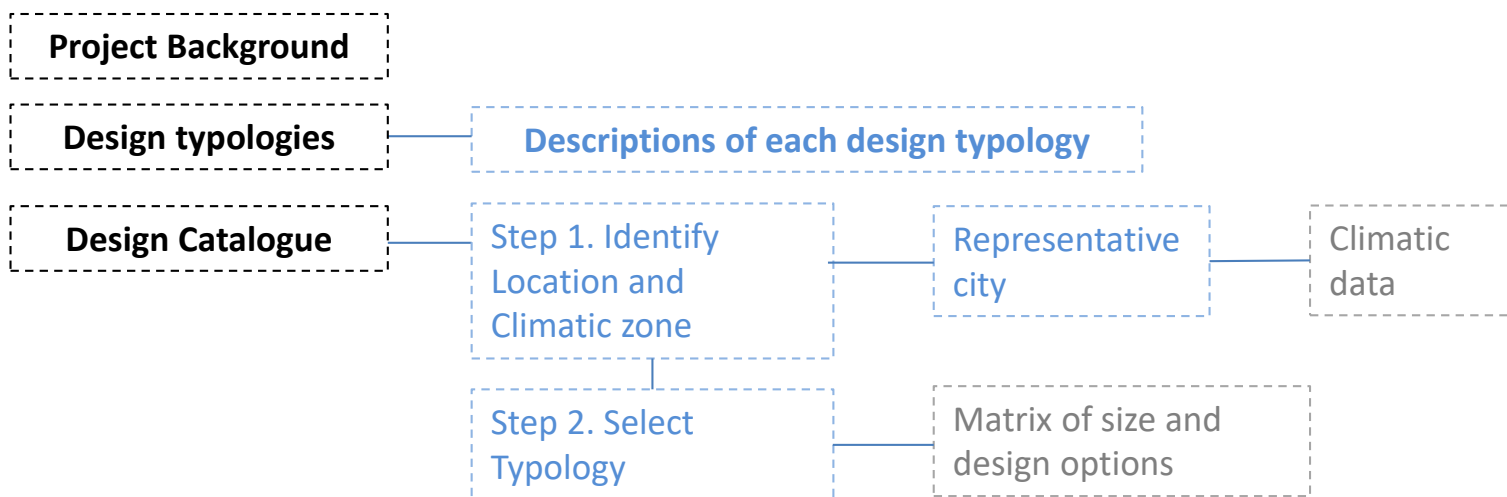 Project Background
Design typologies
Descriptions of each design typology
Design Catalogue
Step 1. Identify
Location and
Climatic zone
Representative
city
Climatic
data
Step 2. Select
Typology
Matrix of size and
design options